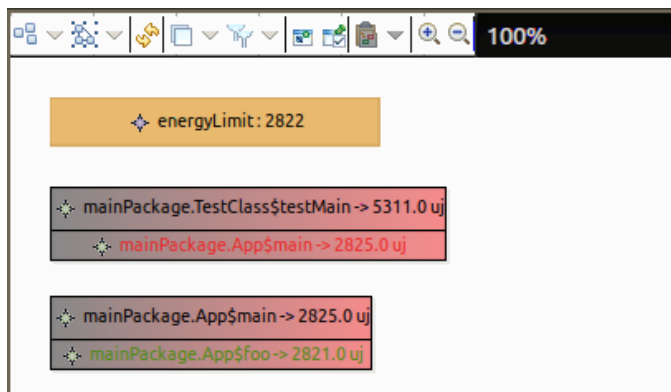 100%
energyLimit: 2822
mainPackage.TestClass$testMain -> 5311.0 uj
mainPackage.App$main -> 2825.0 uj
mainPackage.App$main -> 2825.0 uj
mainPackage.App$foo -> 2821.0 uj